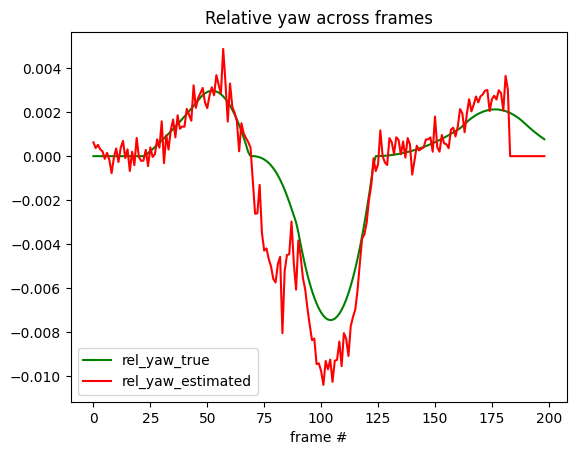 Relative yaw across frames
0.004
0.002
0.000
−0.002
−0.004
−0.006
−0.008
−0.010
rel_yaw_true
rel_yaw_estimated
0 25 50 75 100 125 150 175 200
frame #